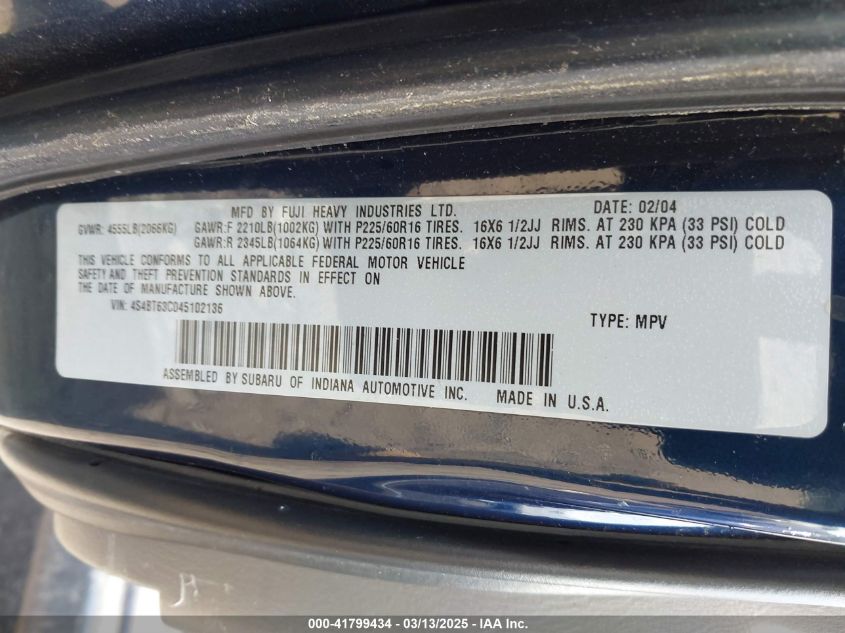 MFD BY FUJI HEAVY INDUSTRIES LTD. DATE: 02/04
GVWR: 4555LB(2066KG) GAWR:F 2210LB(1002KG) WITH P225/60R16 TIRES. 16X6 1/2JJ RIMS. AT 230 KPA (33 PSI) COLD
GAWR:R 2345LB(1064KG) WITH P225/60R16 TIRES. 16X6 1/2JJ RIMS. AT 230 KPA (33 PSI) COLD
THIS VEHICLE CONFORMS TO ALL APPLICABLE FEDERAL MOTOR VEHICLE
SAFETY AND THEFT PREVENTION STANDARDS IN EFFECT ON
THE DATE OF MANUFACTURE SHOWN ABOVE.
VIN: 4S4BT63C045102136 TYPE: MPV
ASSEMBLED BY SUBARU OF INDIANA AUTOMOTIVE INC. MADE IN U.S.A.
000-41799434 - 03/13/2025 - IAA Inc.